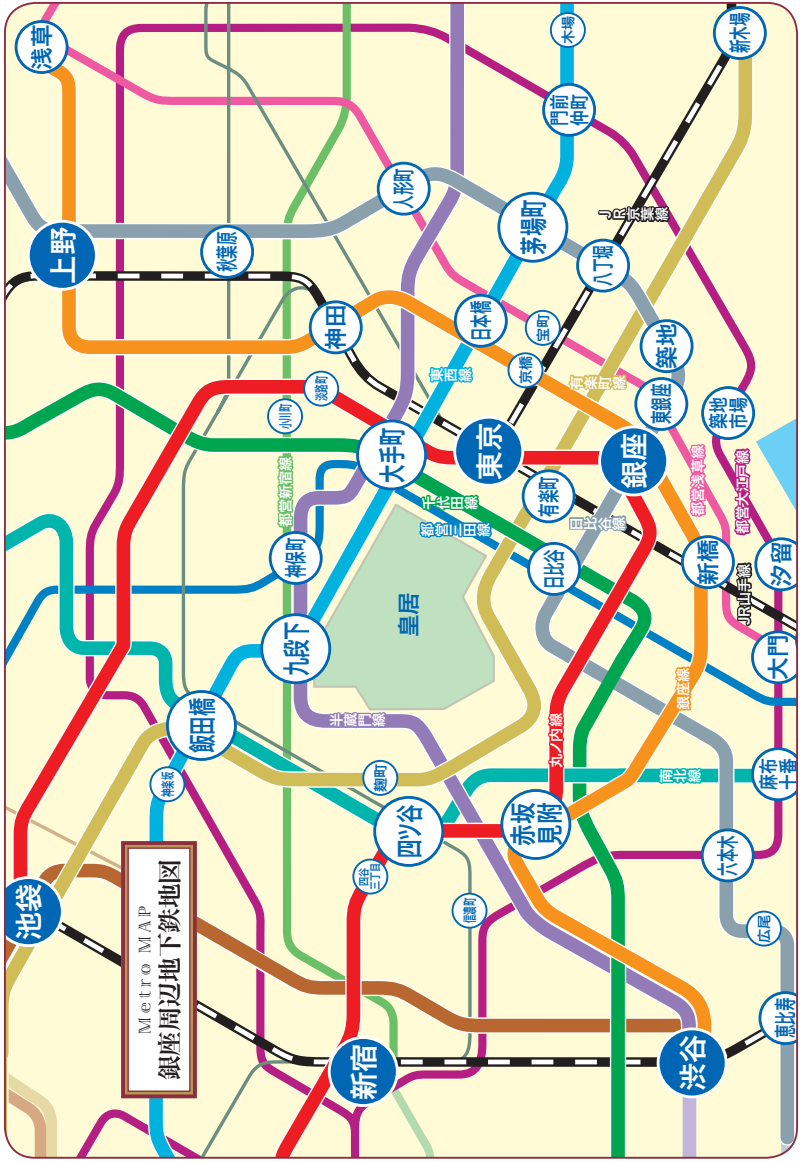 Metro MAP
銀座周辺地下鉄地図
池袋
新宿
渋谷
恵比寿
広尾
六本木
麻布
十番
神楽坂
飯田橋
四谷
三丁目
四ツ谷
信濃町
赤坂
見附
麹町
南北線
丸ノ内線
銀座線
半蔵門線
九段下
皇居
神保町
大門
汐留
新橋
日比谷
JR山手線
都営大江戸線
都営浅草線
日比谷線
都営三田線
千代田線
都営新宿線
有楽町
大手町
東京
銀座
東銀座
築地
市場
小川町
淡路町
東西線
有楽町線
神田
日本橋
京橋
宝町
築地
上野
秋葉原
人形町
茅場町
八丁堀
JR京葉線
浅草
木場
門前
仲町
新木場